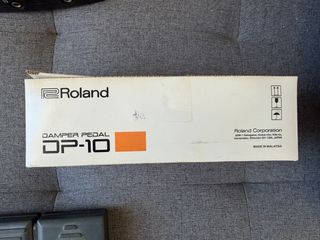 Roland
DAMPER PEDAL
DP-10
Roland Corporation
MADE IN MALAYSIA